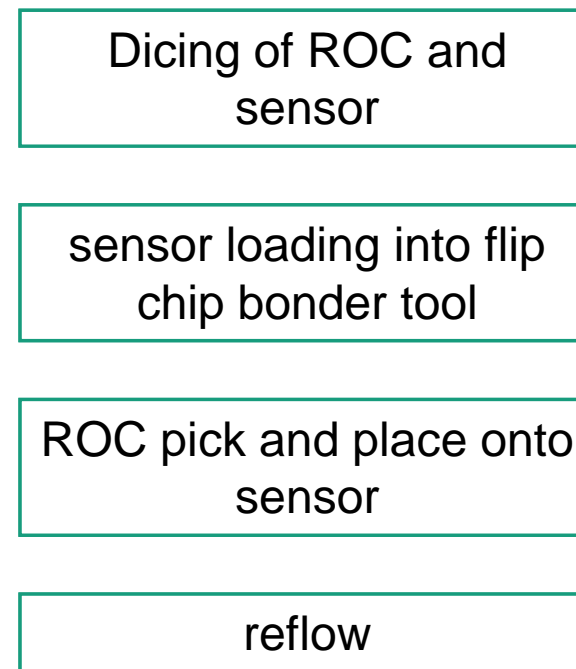 Dicing of ROC and
sensor
sensor loading into flip
chip bonder tool
ROC pick and place onto
sensor
reflow